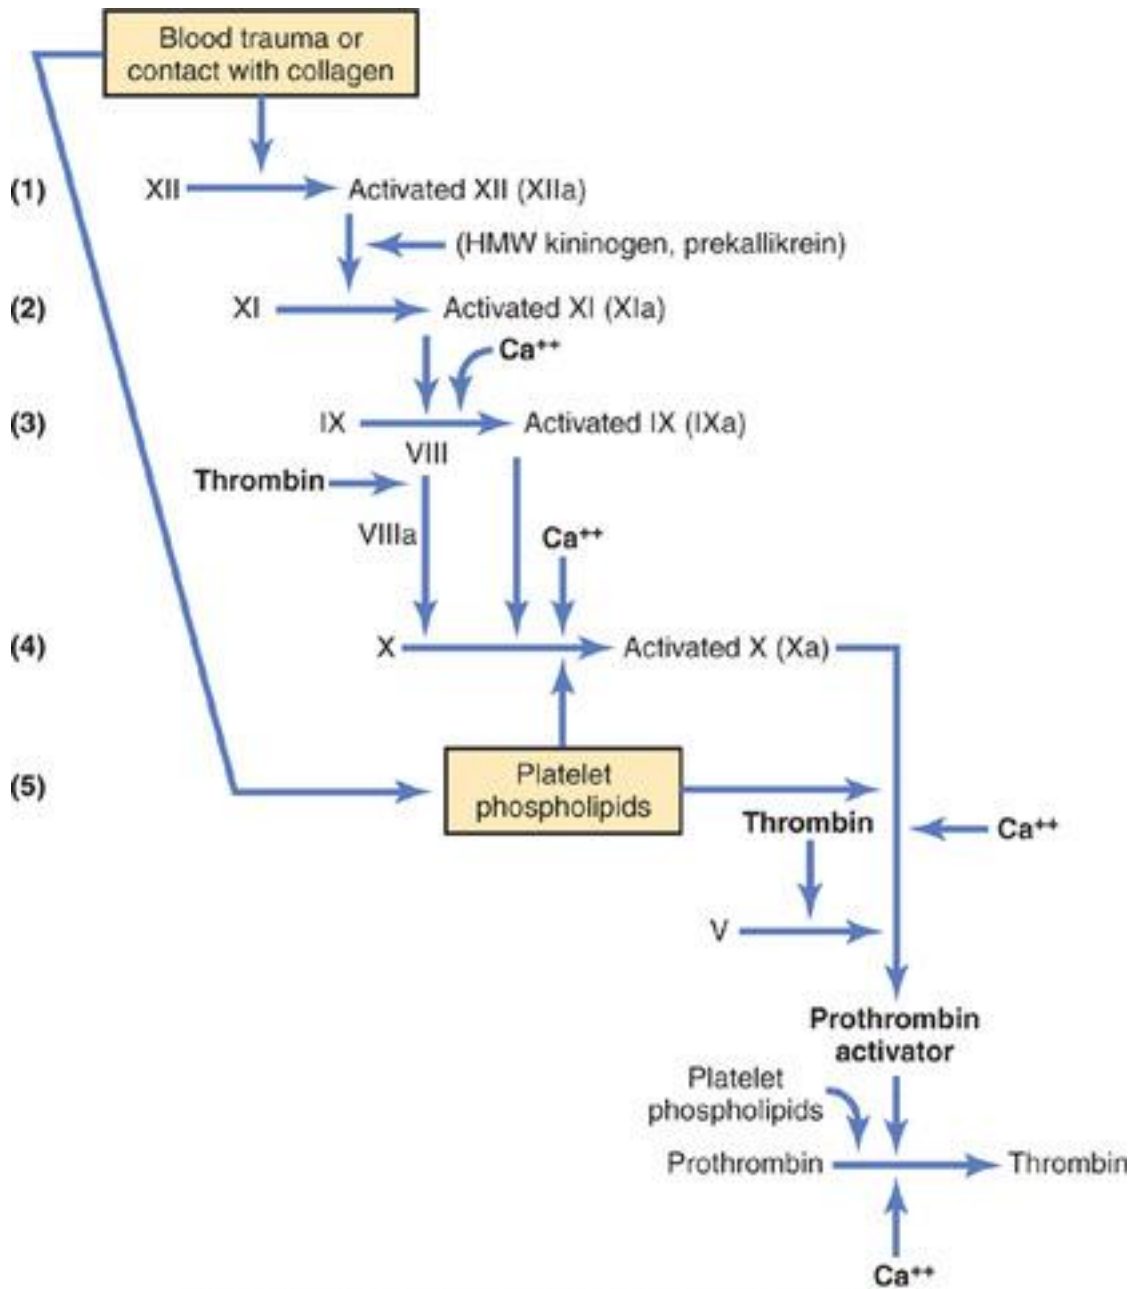 Blood trauma or
contact with collagen
(1) XII Activated XII (XIIa)
(HMW kininogen, prekallikrein)
(2) XI Activated XI (XIa)
Ca++
(3) IX Activated IX (IXa)
VIII
Thrombin
VIIIa Ca++
(4) X Activated X (Xa)
(5) Platelet
phospholipids
Thrombin Ca++
V
Prothrombin
activator
Platelet
phospholipids
Prothrombin Thrombin
Ca++